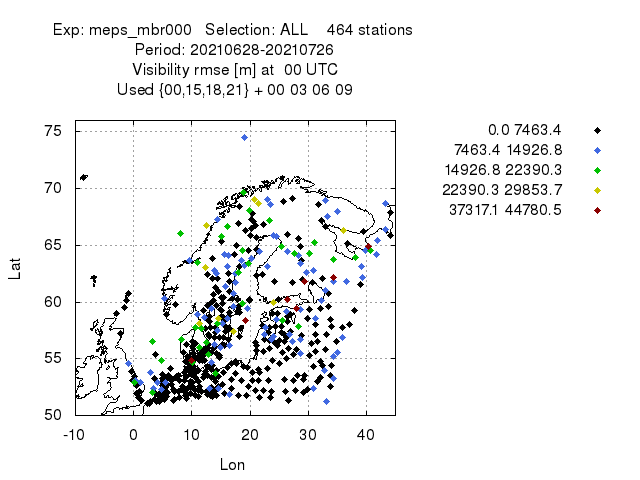 Exp: meps_mbr000 Selection: ALL 464 stations
Period: 20210628-20210726
Visibility rmse [m] at 00 UTC
Used {00,15,18,21} + 00 03 06 09
0.0 7463.4
7463.4 14926.8
14926.8 22390.3
22390.3 29853.7
37317.1 44780.5
75
70
65
60
55
50
Lat
-10 0 10 20 30 40
Lon